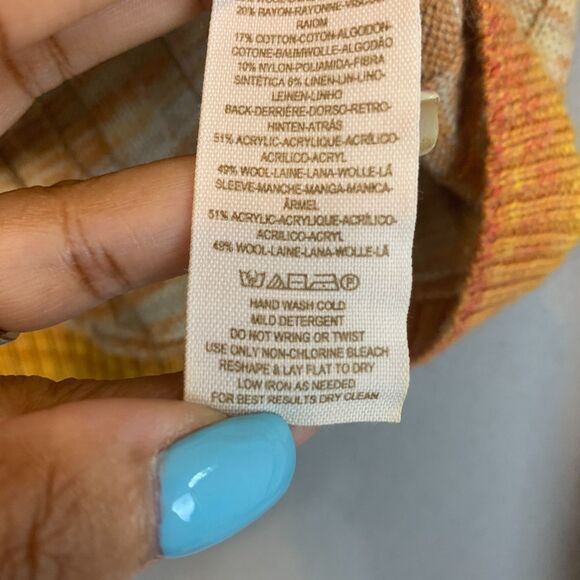 20% RAYON-RAYONNE-VISCOSE
RAIOM
17% COTTON-COTON-ALGODÓN-
COTONE-BAUMWOLLE-ALGODÃO
10% NYLON-POLIAMIDA-FIBRA
SINTÉTICA 6% LINEN-LIN-LINO-
LEINEN-LINHO
BACK-DERRIÈRE-DORSO-RETRO-
HINTEN-ATRÁS
51% ACRYLIC-ACRYLIQUE-ACRÍLICO-
ACRILICO-ACRYL
49% WOOL-LAINE-LANA-WOLLE-LÃ
SLEEVE-MANCHE-MANGA-MANICA-
ÄRMEL
51% ACRYLIC-ACRYLIQUE-ACRÍLICO-
ACRILICO-ACRYL
49% WOOL-LAINE-LANA-WOLLE-LÃ
HAND WASH COLD
MILD DETERGENT
DO NOT WRING OR TWIST
USE ONLY NON-CHLORINE BLEACH
RESHAPE & LAY FLAT TO DRY
LOW IRON AS NEEDED
FOR BEST RESULTS DRY CLEAN